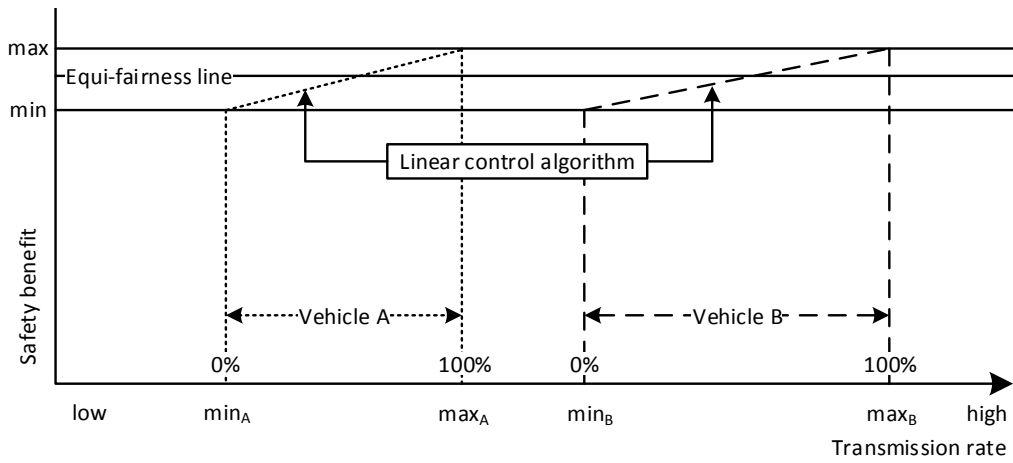 max
Equi-fairness line
min
Linear control algorithm
Safety benefit
Vehicle A
Vehicle B
0%
100%
0%
100%
low
minA
maxA
minB
maxB
high
Transmission rate